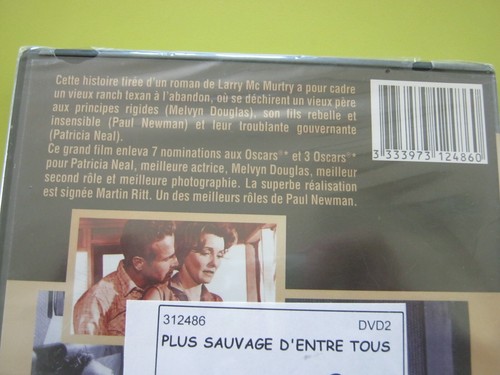 Cette histoire tirée d'un roman de Larry Mc Murtry a pour cadre
un vieux ranch texan à l'abandon, où se déchirent un vieux père
aux principes rigides (Melvyn Douglas), son fils rebelle et
insensible (Paul Newman) et leur troublante gouvernante
(Patricia Neal).
Ce grand film enleva 7 nominations aux Oscars®* et 3 Oscars®*
pour Patricia Neal, meilleure actrice, Melvyn Douglas, meilleur
second rôle et meilleure photographie. La superbe réalisation
est signée Martin Ritt. Un des meilleurs rôles de Paul Newman.
3 333973 124860
312486 DVD2
PLUS SAUVAGE D'ENTRE TOUS